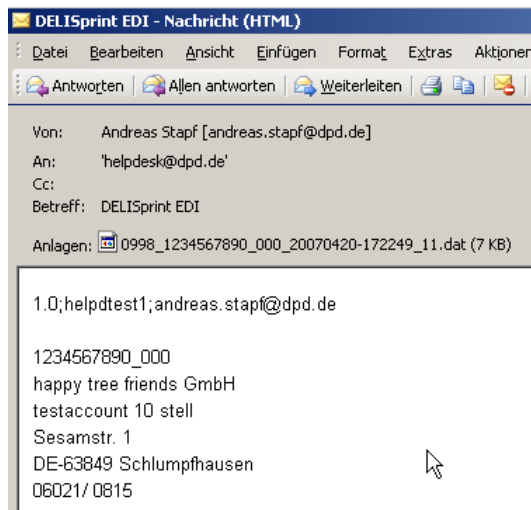 DELISprint EDI - Nachricht (HTML)
Datei Bearbeiten Ansicht Einfügen Format Extras Aktionen
Antworten Allen antworten Weiterleiten
Von: Andreas Stapf [andreas.stapf@dpd.de]
An: 'helpdesk@dpd.de'
Cc:
Betreff: DELISprint EDI
Anlagen: 0998_1234567890_000_20070420-172249_11.dat (7 KB)
1.0;helpdtest1;andreas.stapf@dpd.de
1234567890_000
happy tree friends GmbH
testaccount 10 stell
Sesamstr. 1
DE-63849 Schlumpfhausen
06021/ 0815